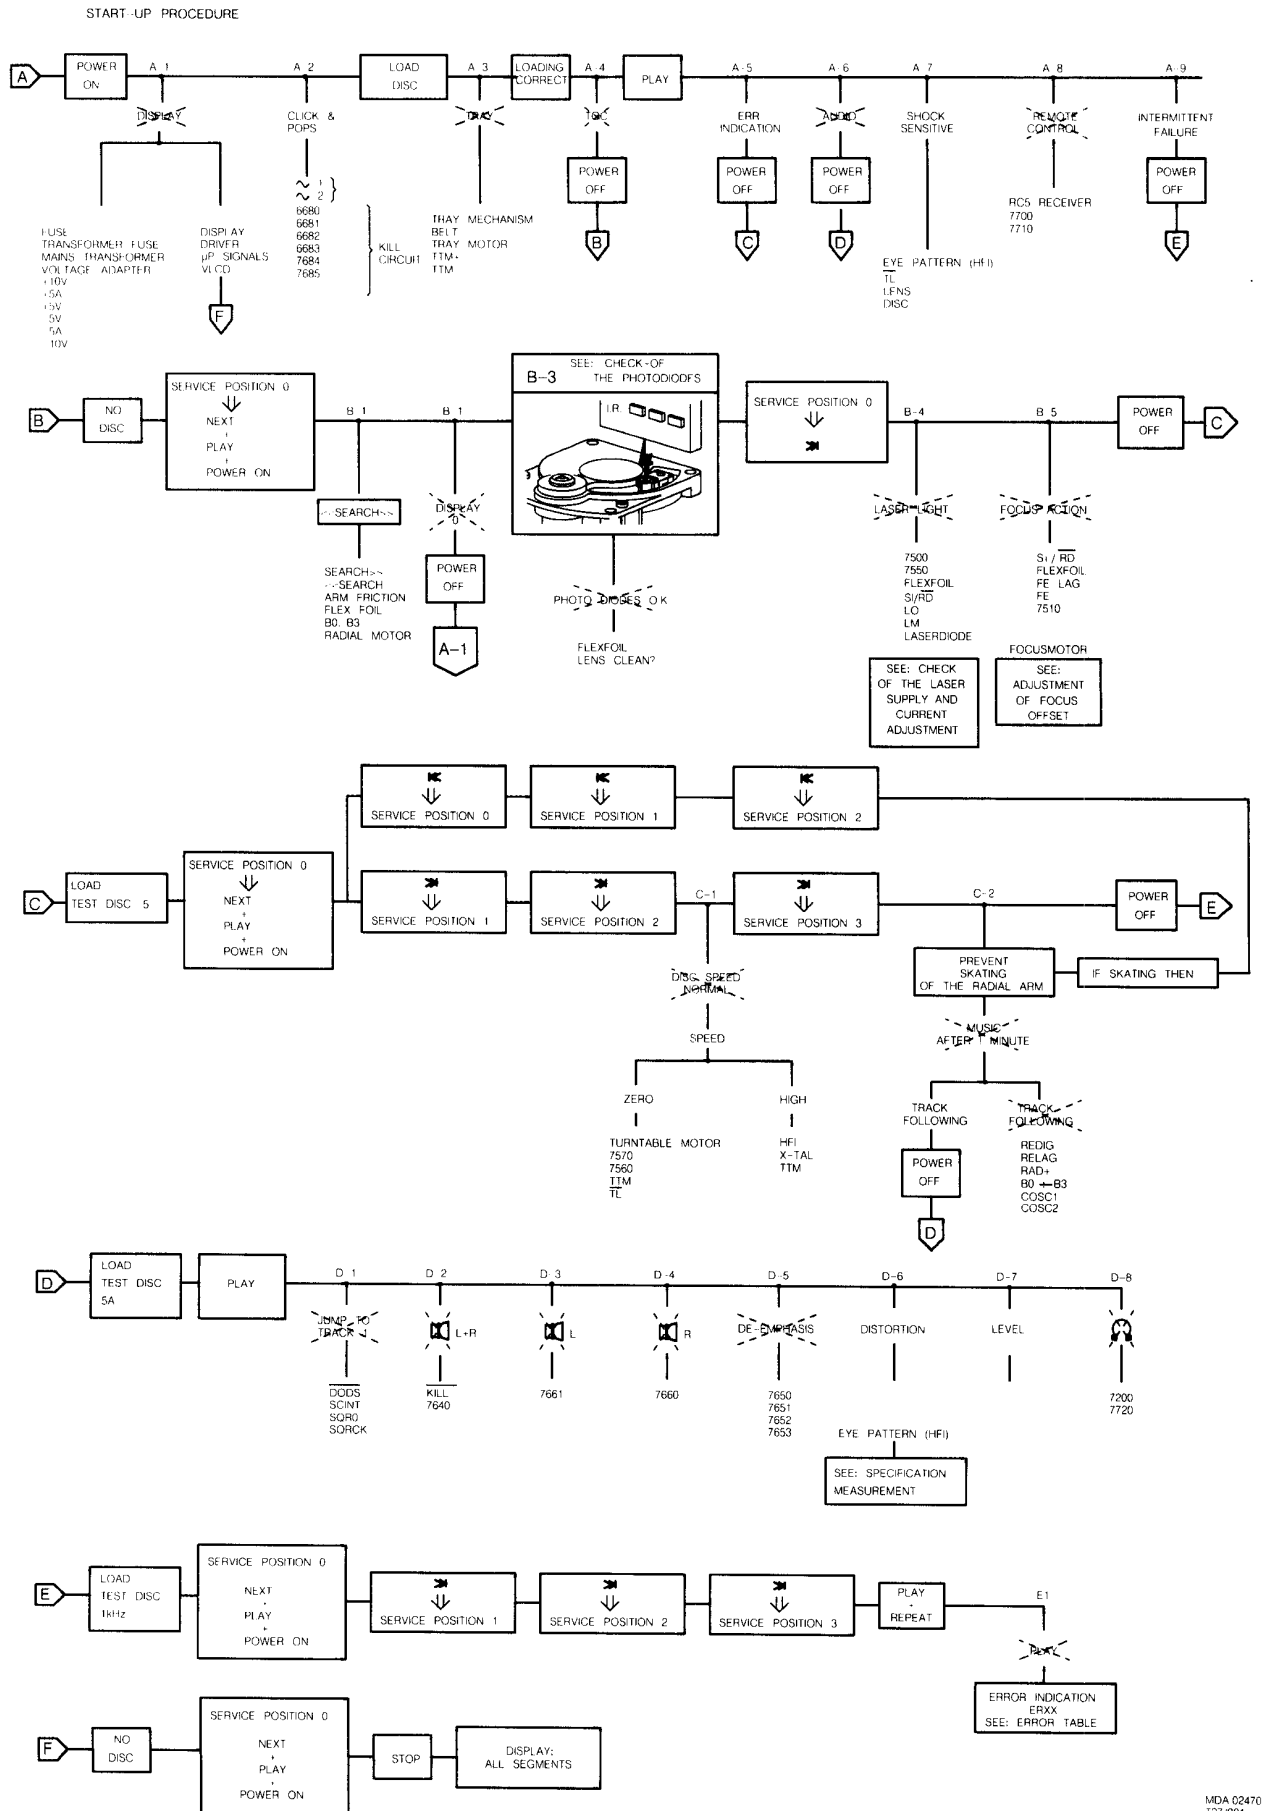 START-UP PROCEDURE
A
POWER
ON
A 1
A 2
LOAD
DISC
A 3
LOADING
CORRECT
A-4
PLAY
A-5
A-6
A 7
A 8
A-9
DISPLAY
CLICK &
POPS
TRAY
TOC
ERR
INDICATION
AUDIO
SHOCK
SENSITIVE
REMOTE
CONTROL
INTERMITTENT
FAILURE
FUSE
TRANSFORMER FUSE
MAINS TRANSFORMER
VOLTAGE ADAPTER
+10V
+5A
+5V
5V
5A
10V
DISPLAY
DRIVER
µP SIGNALS
VLCD
F
~ 1
~ 2
6680
6681
6682
6683
7684
7685
KILL
CIRCUIT
TRAY MECHANISM
BELT
TRAY MOTOR
TTM+
TTM
POWER
OFF
B
POWER
OFF
C
POWER
OFF
D
EYE PATTERN (HFI)
TL
LENS
DISC
RC5 RECEIVER
7700
7710
POWER
OFF
E
B
NO
DISC
SERVICE POSITION 0
⇓
NEXT
+
PLAY
+
POWER ON
B 1
B 1
SEE: CHECK-OF
B-3 THE PHOTODIODES
I.R.
SERVICE POSITION 0
⇓
B-4
B 5
POWER
OFF
C
<<SEARCH>>
SEARCH>>
<<SEARCH
ARM FRICTION
FLEX FOIL
B0, B3
RADIAL MOTOR
DISPLAY
0
POWER
OFF
A-1
PHOTO DIODES OK
FLEXFOIL
LENS CLEAN?
LASER-LIGHT
7500
7550
FLEXFOIL
SI/RD
LO
LM
LASERDIODE
SEE: CHECK
OF THE LASER
SUPPLY AND
CURRENT
ADJUSTMENT
FOCUS ACTION
SI/RD
FLEXFOIL
FE LAG
FE
7510
FOCUSMOTOR
SEE:
ADJUSTMENT
OF FOCUS
OFFSET
⇓
SERVICE POSITION 0
⇓
SERVICE POSITION 1
⇓
SERVICE POSITION 2
C
LOAD
TEST DISC 5
SERVICE POSITION 0
⇓
NEXT
+
PLAY
+
POWER ON
⇓
SERVICE POSITION 1
⇓
SERVICE POSITION 2
C-1
⇓
SERVICE POSITION 3
C-2
POWER
OFF
E
DISC SPEED
NORMAL
SPEED
ZERO
HIGH
TURNTABLE MOTOR
7570
7560
TTM
TL
HFI
X-TAL
TTM
PREVENT
SKATING
OF THE RADIAL ARM
IF SKATING THEN
MUSIC
AFTER 1 MINUTE
TRACK
FOLLOWING
POWER
OFF
D
TRACK
FOLLOWING
REDIG
RELAG
RAD+
B0 ÷ B3
COSC1
COSC2
D
LOAD
TEST DISC
5A
PLAY
D 1
D 2
D-3
D-4
D-5
D-6
D-7
D-8
JUMP TO
TRACK 1
L+R
L
R
DE-EMPHASIS
DISTORTION
LEVEL
DODS
SCINT
SQRO
SQRCK
KILL
7640
7661
7660
7650
7651
7652
7653
EYE PATTERN (HFI)
SEE: SPECIFICATION
MEASUREMENT
7200
7720
E
LOAD
TEST DISC
1kHz
SERVICE POSITION 0
NEXT
+
PLAY
+
POWER ON
⇓
SERVICE POSITION 1
⇓
SERVICE POSITION 2
⇓
SERVICE POSITION 3
PLAY
+
REPEAT
E1
PLAY
ERROR INDICATION
ERXX
SEE: ERROR TABLE
F
NO
DISC
SERVICE POSITION 0
NEXT
+
PLAY
+
POWER ON
STOP
DISPLAY:
ALL SEGMENTS
MDA 02470